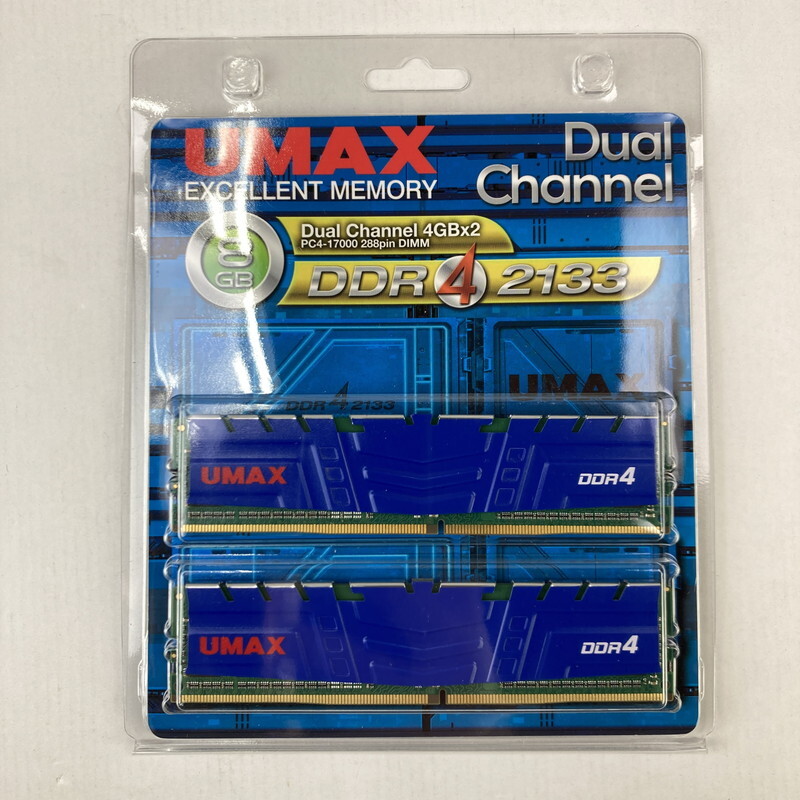 UMAX
EXCELLENT MEMORY
Dual
Channel
8
GB
Dual Channel 4GBx2
PC4-17000 288pin DIMM
DDR4 2133
UMAX
DDR4 2133
UMAX
DDR4
UMAX
DDR4